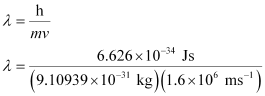 λ = h / mv
λ = 6.626×10⁻³⁴ Js / (9.10939×10⁻³¹ kg)(1.6×10⁶ ms⁻¹)